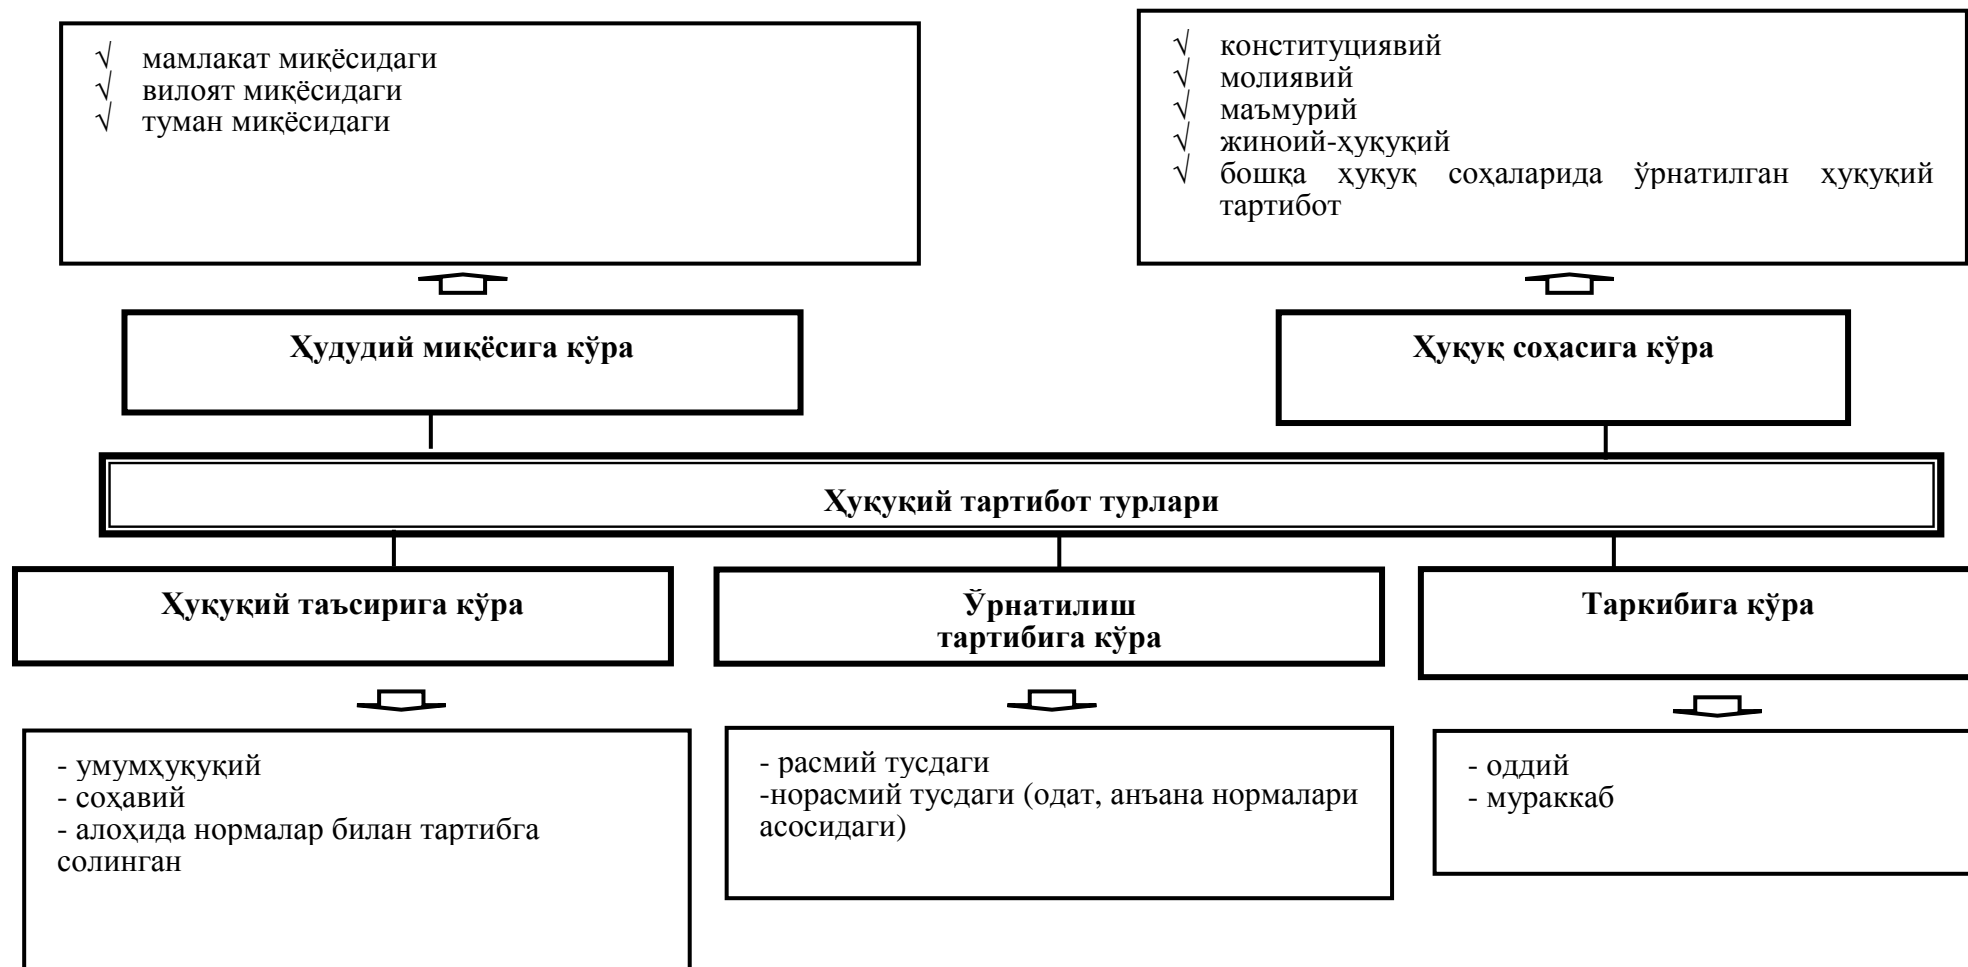 √ мамлакат миқёсидаги
√ вилоят миқёсидаги
√ туман миқёсидаги
√ конституциявий
√ молиявий
√ маъмурий
√ жиноий-ҳуқуқий
√ бошқа ҳуқуқ соҳаларида ўрнатилган ҳуқуқий
тартибот
Ҳудудий миқёсига кўра
Ҳуқуқ соҳасига кўра
Ҳуқуқий тартибот турлари
Ҳуқуқий таъсирига кўра
Ўрнатилиш
тартибига кўра
Таркибига кўра
- умумҳуқуқий
- соҳавий
- алоҳида нормалар билан тартибга
солинган
- расмий тусдаги
-норасмий тусдаги (одат, анъана нормалари
асосидаги)
- оддий
- мураккаб